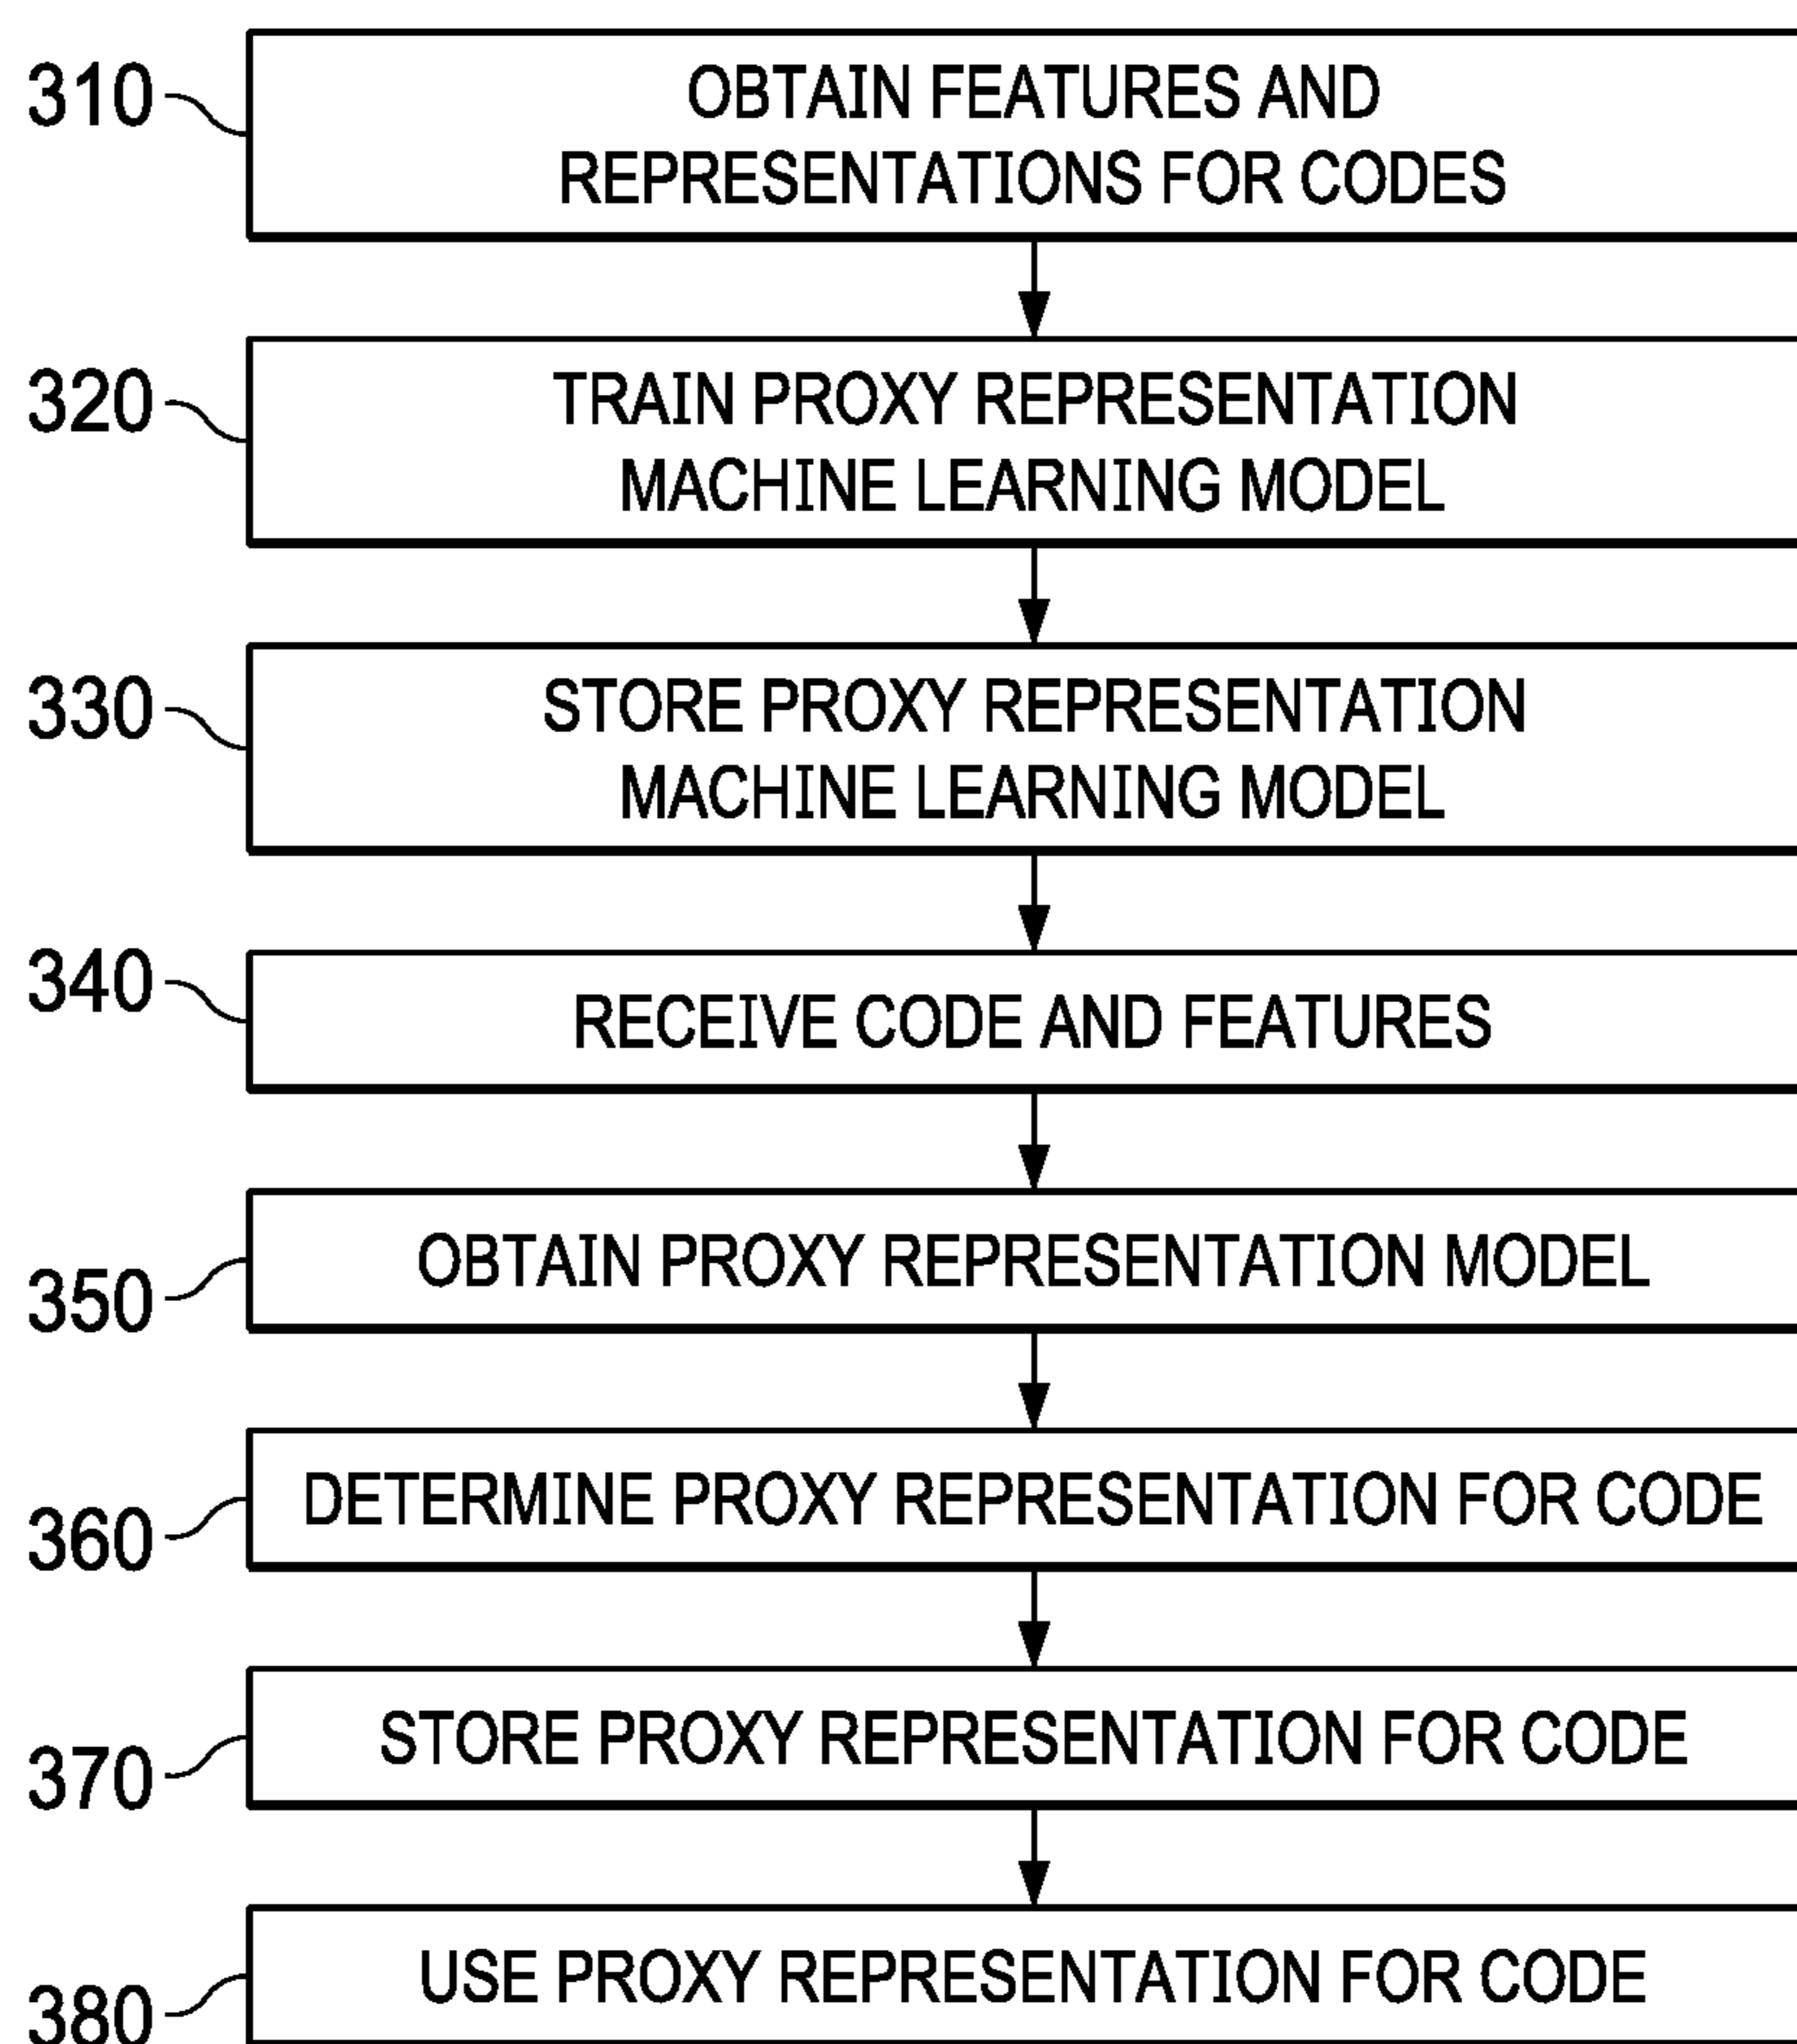 310
OBTAIN FEATURES AND
REPRESENTATIONS FOR CODES
320
TRAIN PROXY REPRESENTATION
MACHINE LEARNING MODEL
330
STORE PROXY REPRESENTATION
MACHINE LEARNING MODEL
340
RECEIVE CODE AND FEATURES
350
OBTAIN PROXY REPRESENTATION MODEL
360
DETERMINE PROXY REPRESENTATION FOR CODE
370
STORE PROXY REPRESENTATION FOR CODE
380
USE PROXY REPRESENTATION FOR CODE